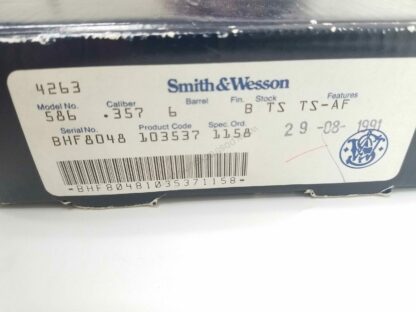 4263 Smith & Wesson
Model No. Caliber Barrel Fin. Stock Features
586 .357 6 B TS TS-AF
Serial No. Product Code Spec. Ord.
BHF8048 103537 1158 29-08-1991
-BHF80481035371158-